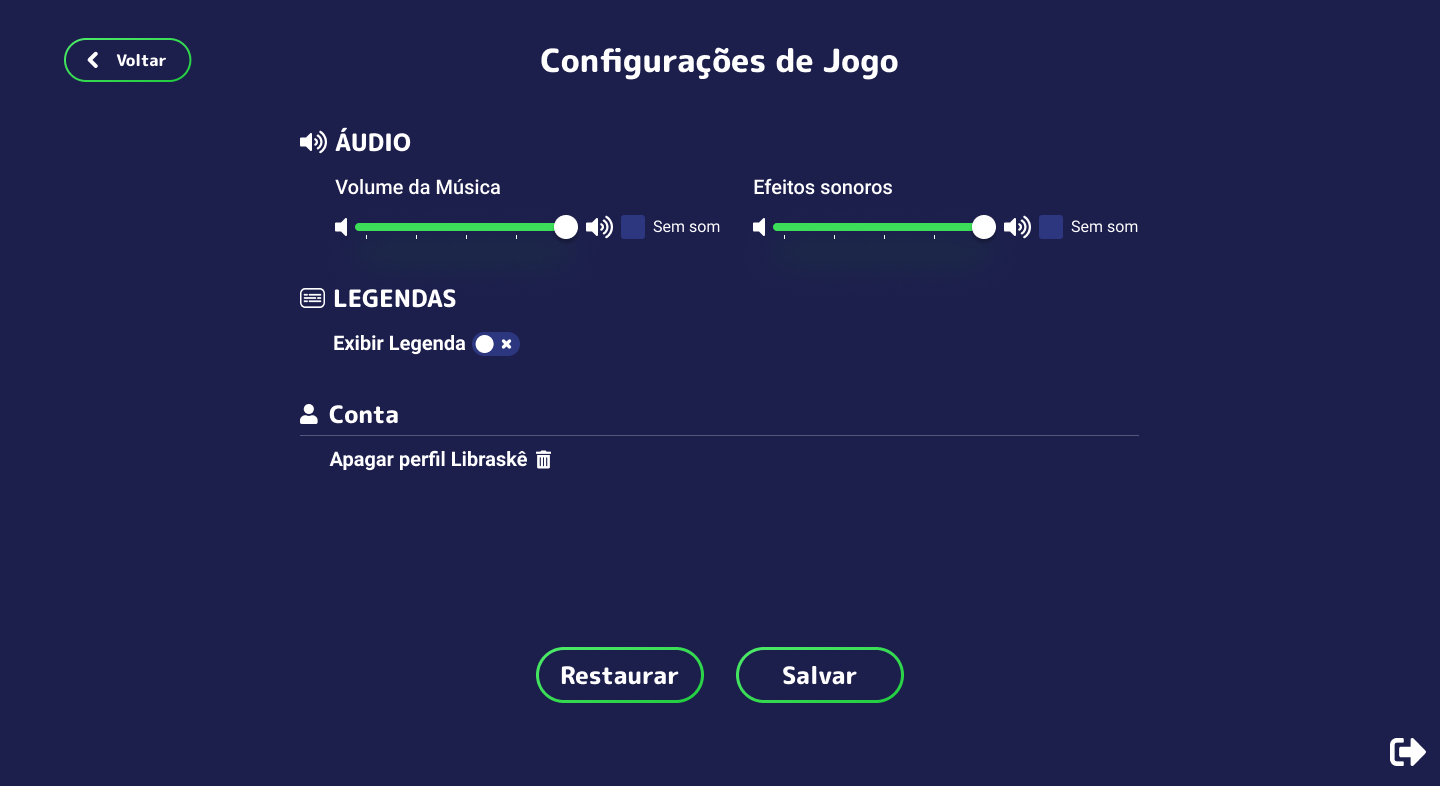 Voltar
Configurações de Jogo
ÁUDIO
Volume da Música
Efeitos sonoros
Sem som
Sem som
LEGENDAS
Exibir Legenda
Conta
Apagar perfil Libraskê
Restaurar
Salvar